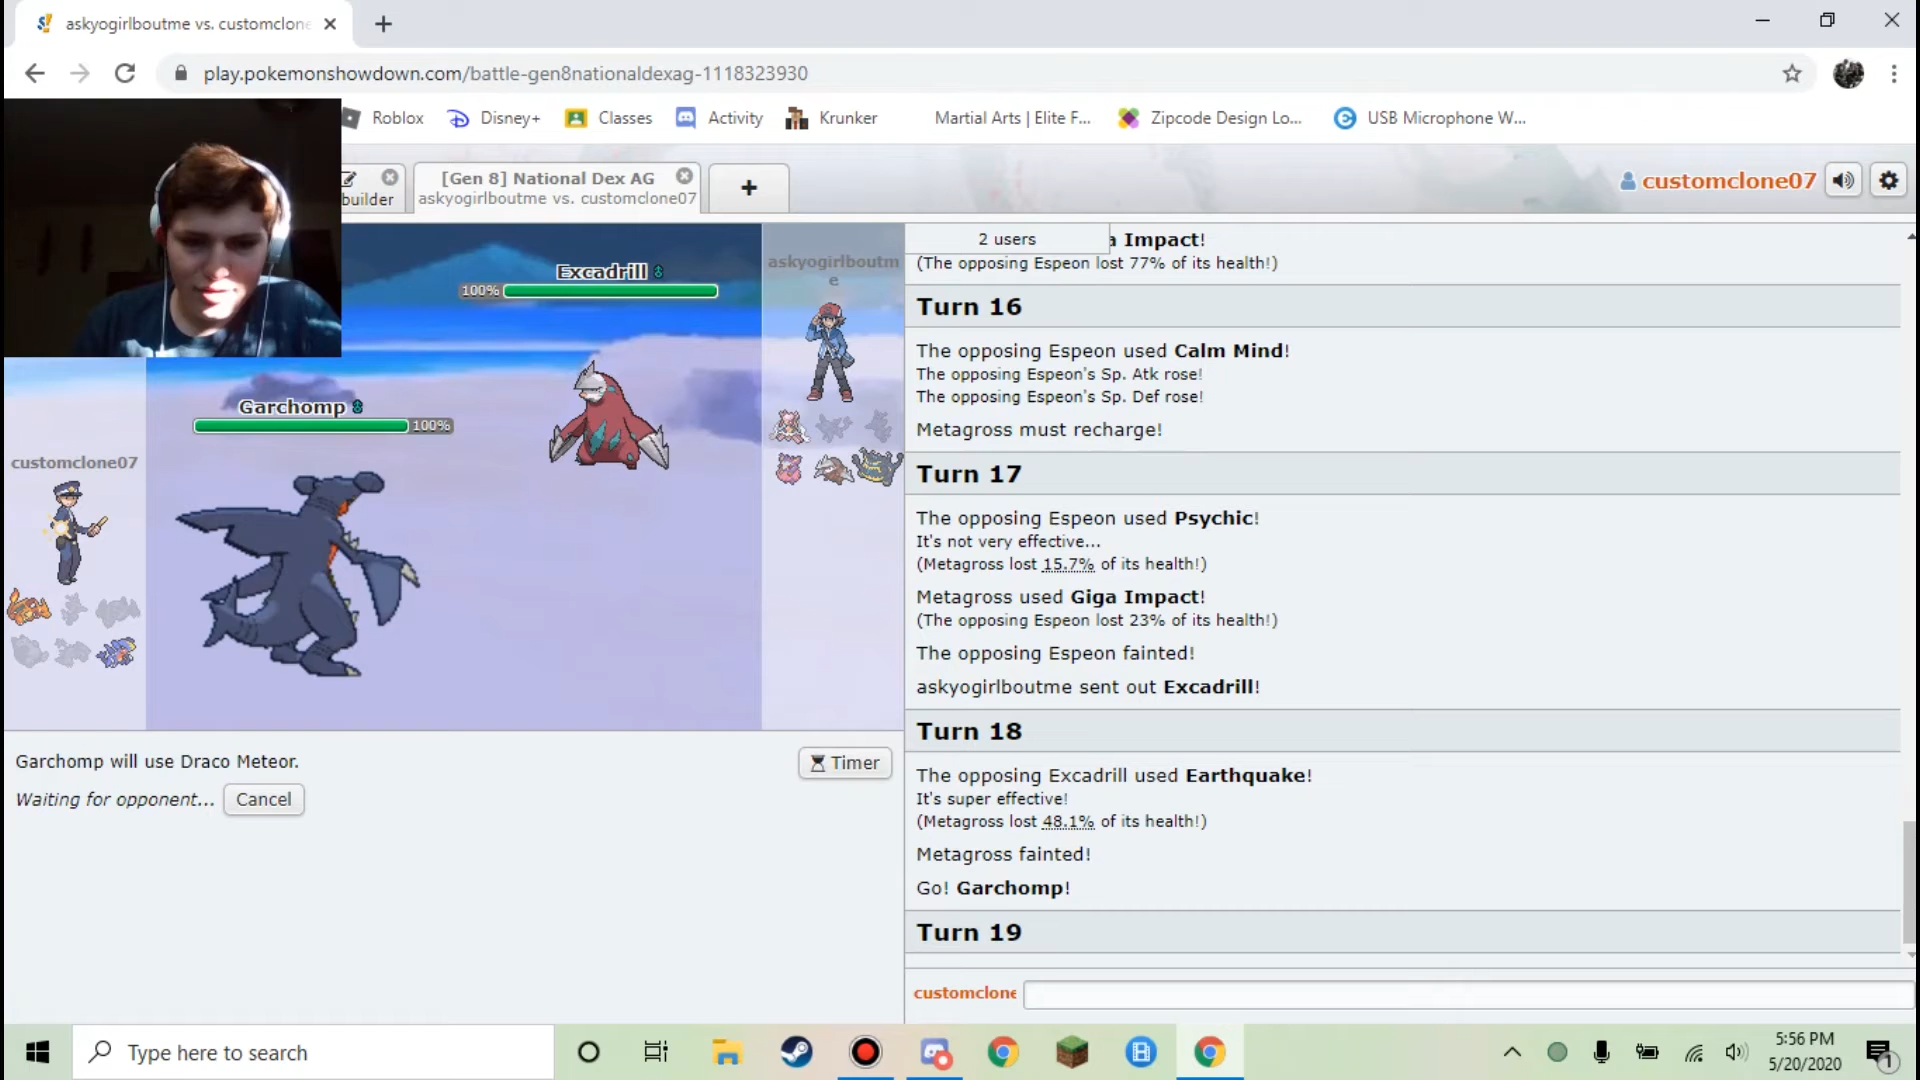 askyogirlboutme vs. customclone
play.pokemonshowdown.com/battle-gen8nationaldexag-1118323930
Roblox
Disney+
Classes
Activity
Krunker
Martial Arts | Elite F...
Zipcode Design Lo...
USB Microphone W...
builder
[Gen 8] National Dex AG
askyogirlboutme vs. customclone07
+
customclone07
Excadrill
100%
Garchomp
100%
customclone07
askyogirlboutm
e
Garchomp will use Draco Meteor.
Waiting for opponent... Cancel
Timer
2 users
a Impact!
(The opposing Espeon lost 77% of its health!)
Turn 16
The opposing Espeon used Calm Mind!
The opposing Espeon's Sp. Atk rose!
The opposing Espeon's Sp. Def rose!
Metagross must recharge!
Turn 17
The opposing Espeon used Psychic!
It's not very effective...
(Metagross lost 15.7% of its health!)
Metagross used Giga Impact!
(The opposing Espeon lost 23% of its health!)
The opposing Espeon fainted!
askyogirlboutme sent out Excadrill!
Turn 18
The opposing Excadrill used Earthquake!
It's super effective!
(Metagross lost 48.1% of its health!)
Metagross fainted!
Go! Garchomp!
Turn 19
customclone
Type here to search
5:56 PM
5/20/2020
1